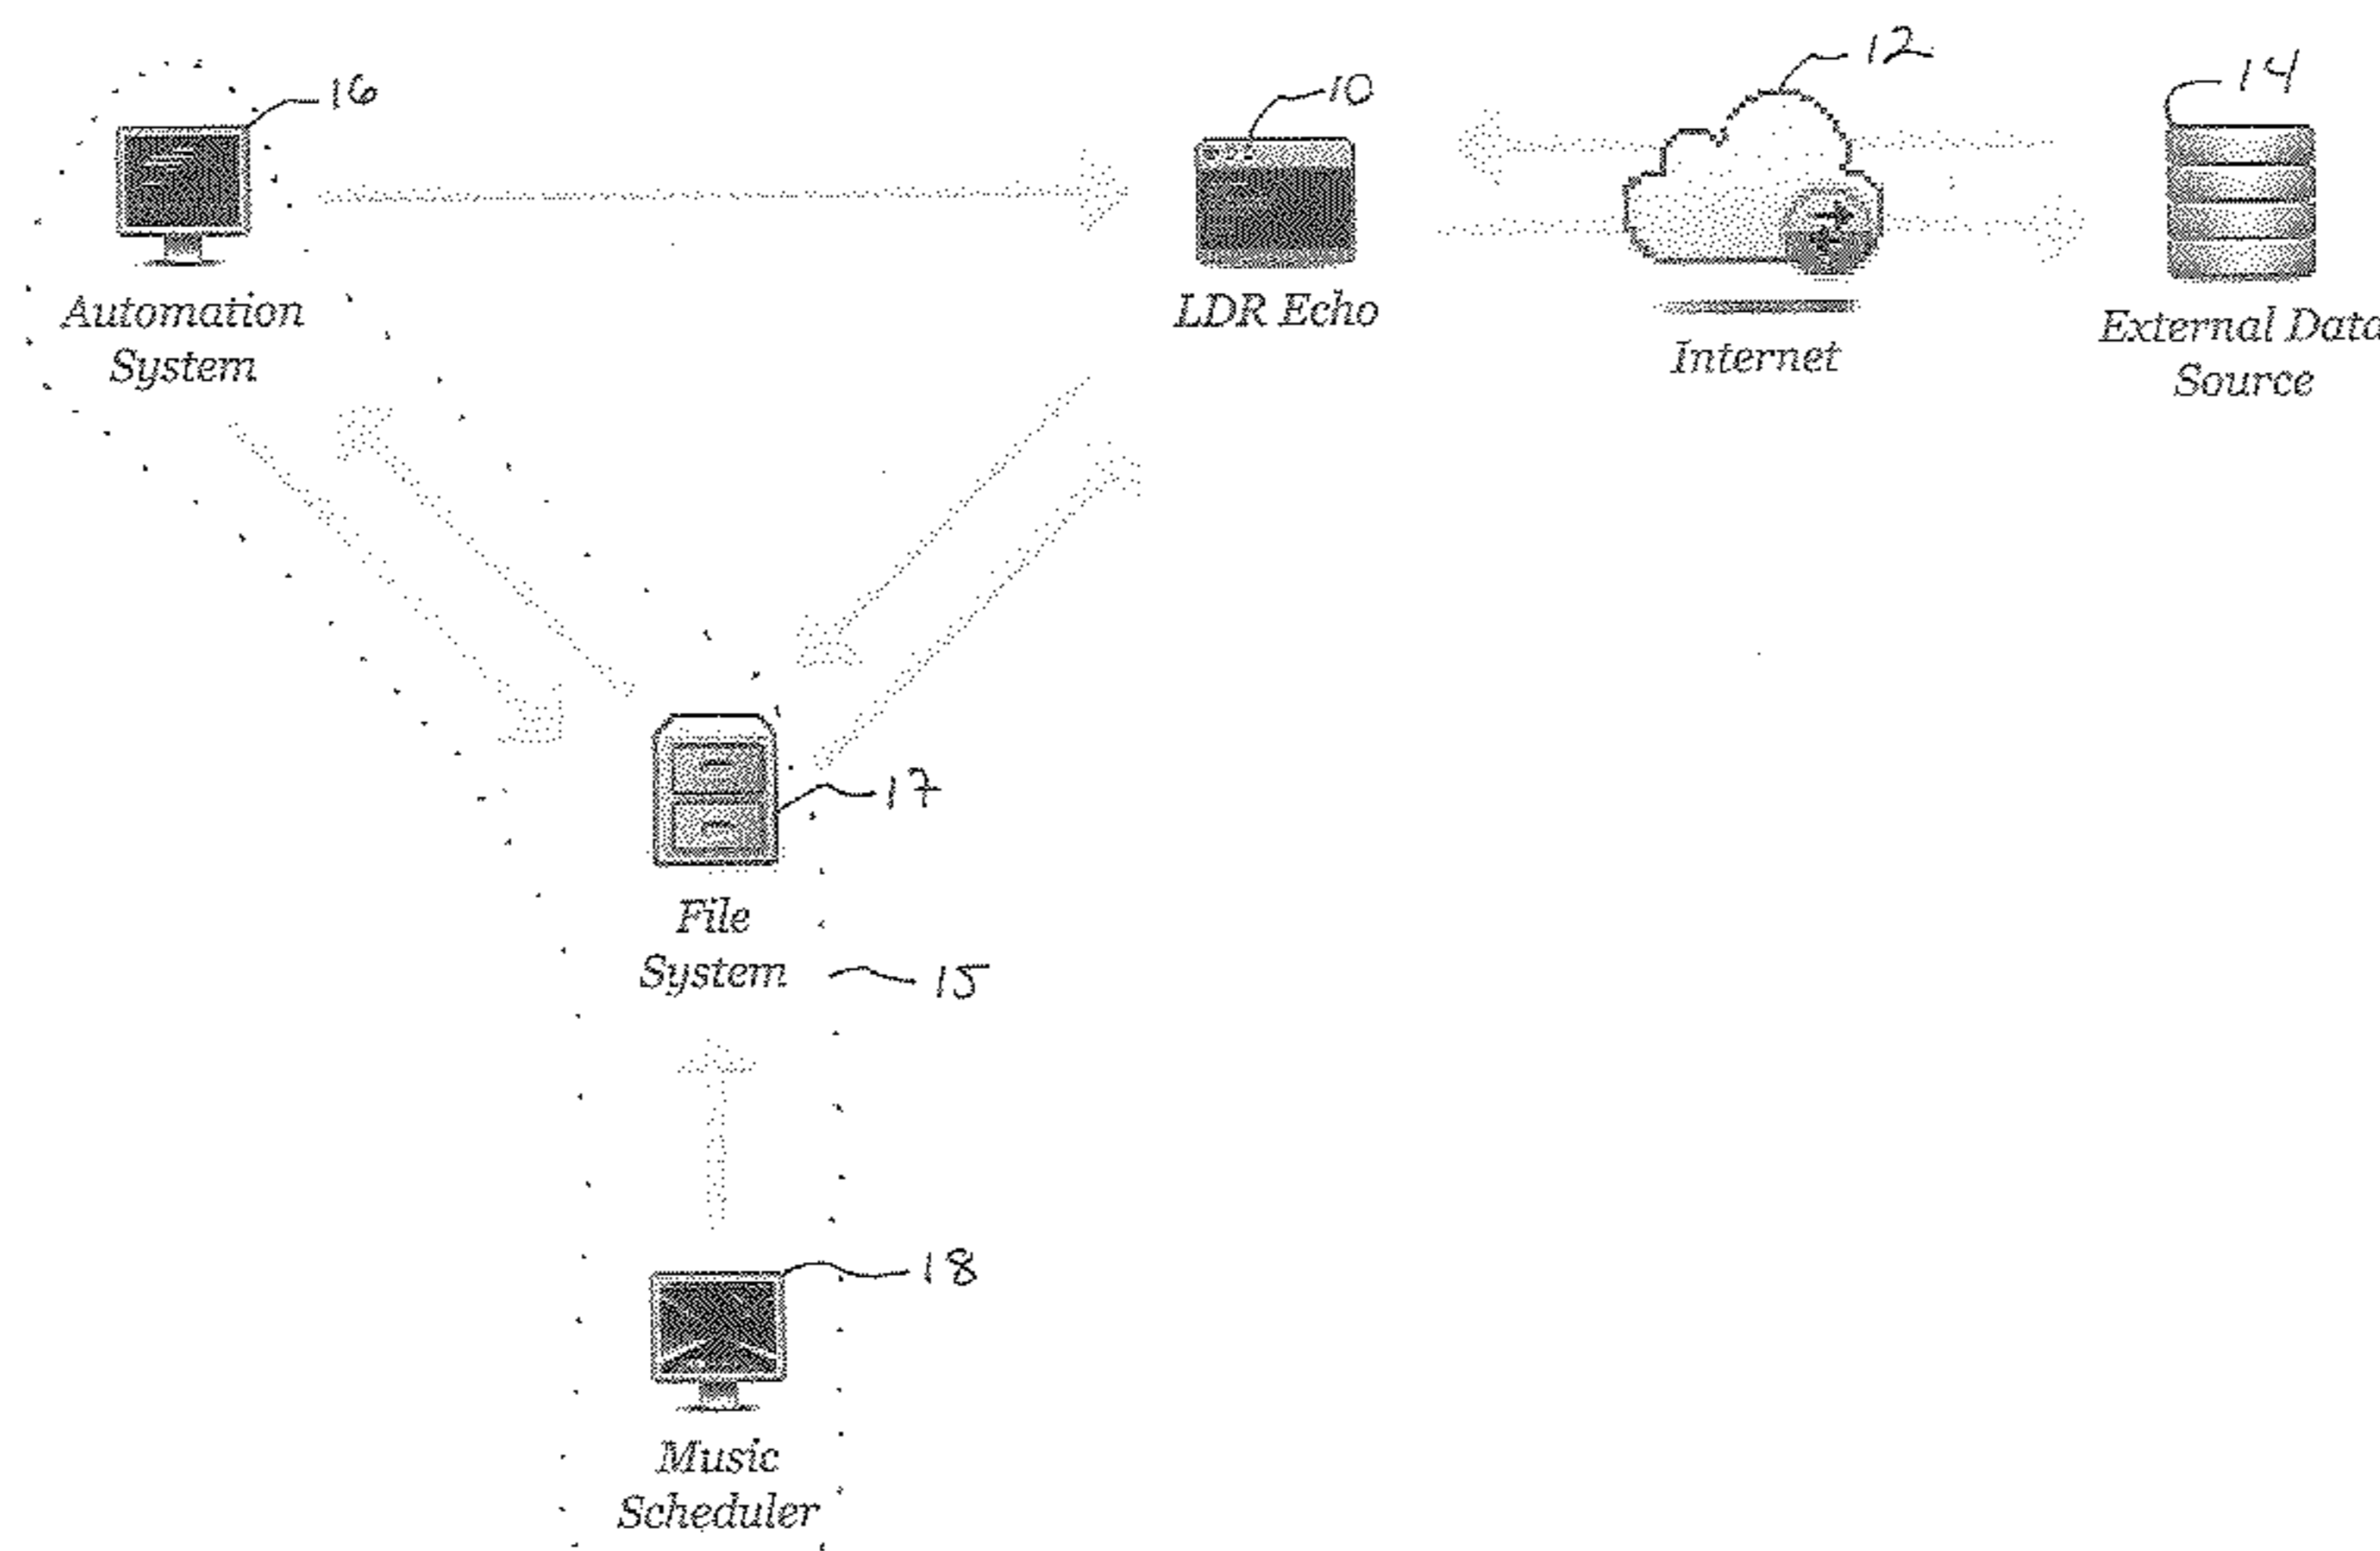 16
10
12
14
Automation
System
LDR Echo
Internet
External Data
Source
17
File
System
15
18
Music
Scheduler